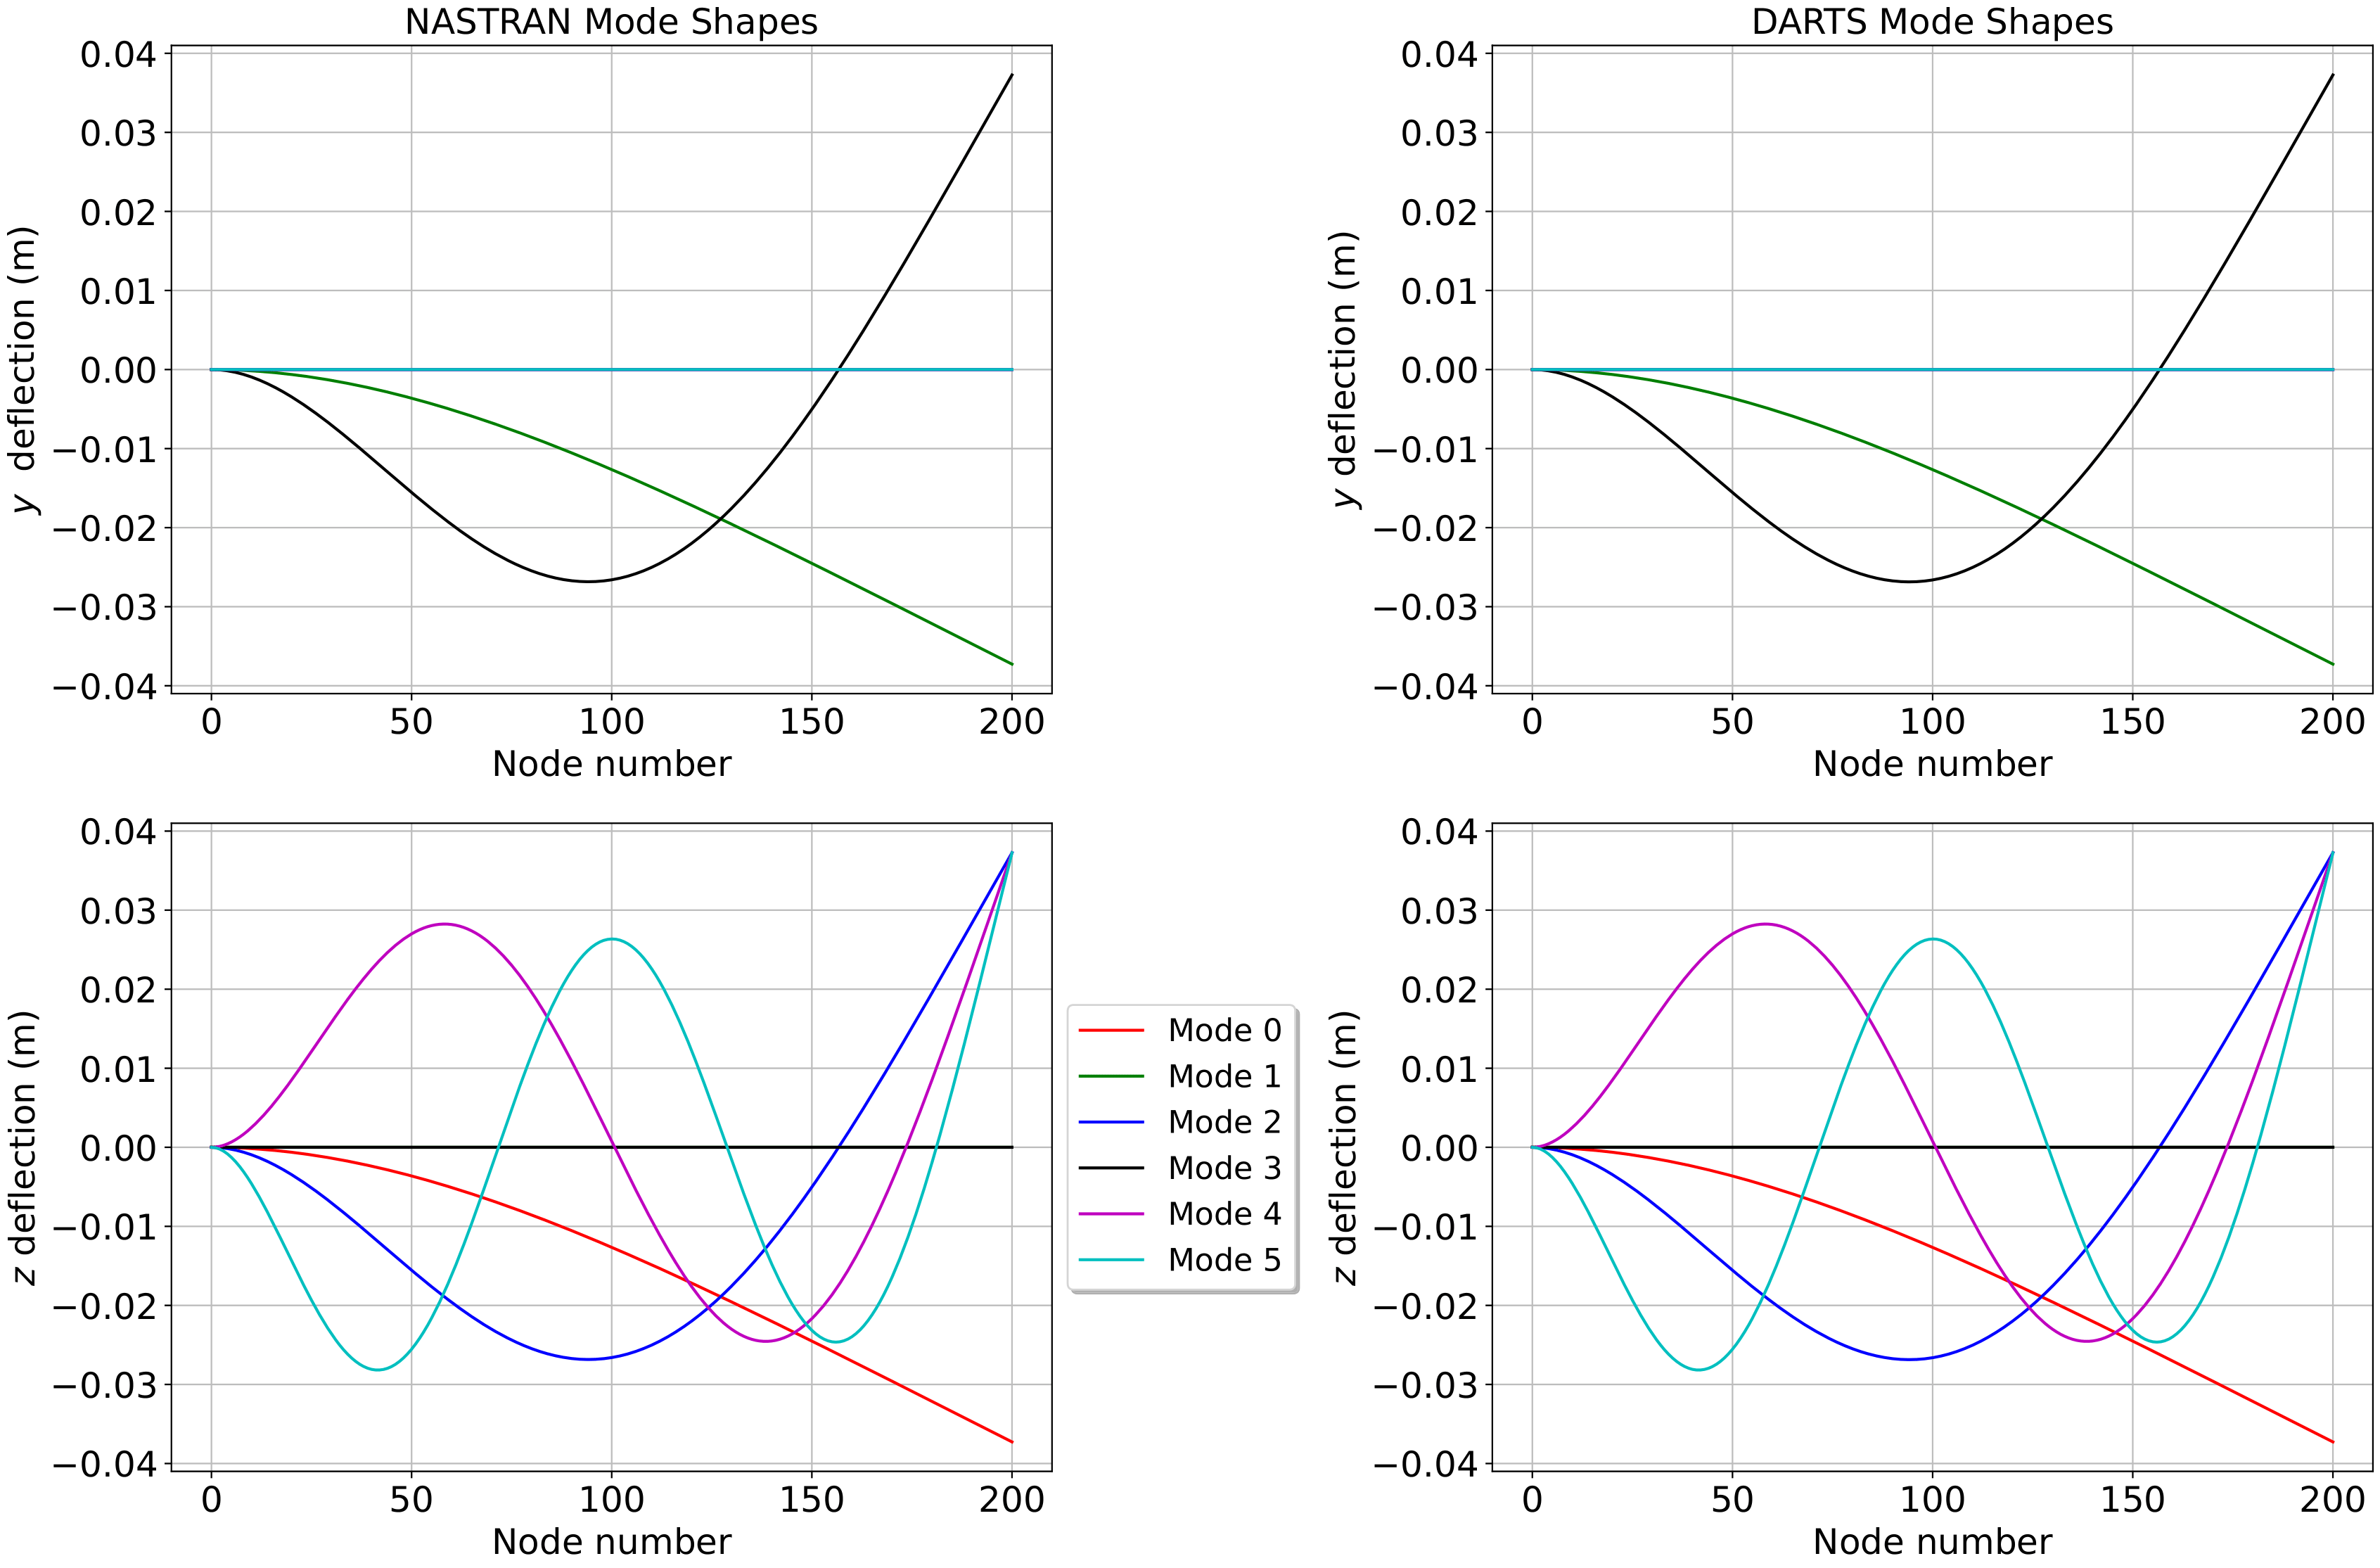 NASTRAN Mode Shapes
0.04
0.03
0.02
0.01
0.00
−0.01
−0.02
−0.03
−0.04
y deflection (m)
0 50 100 150 200
Node number
DARTS Mode Shapes
0.04
0.03
0.02
0.01
0.00
−0.01
−0.02
−0.03
−0.04
y deflection (m)
0 50 100 150 200
Node number
0.04
0.03
0.02
0.01
0.00
−0.01
−0.02
−0.03
−0.04
z deflection (m)
0 50 100 150 200
Node number
Mode 0
Mode 1
Mode 2
Mode 3
Mode 4
Mode 5
0.04
0.03
0.02
0.01
0.00
−0.01
−0.02
−0.03
−0.04
z deflection (m)
0 50 100 150 200
Node number